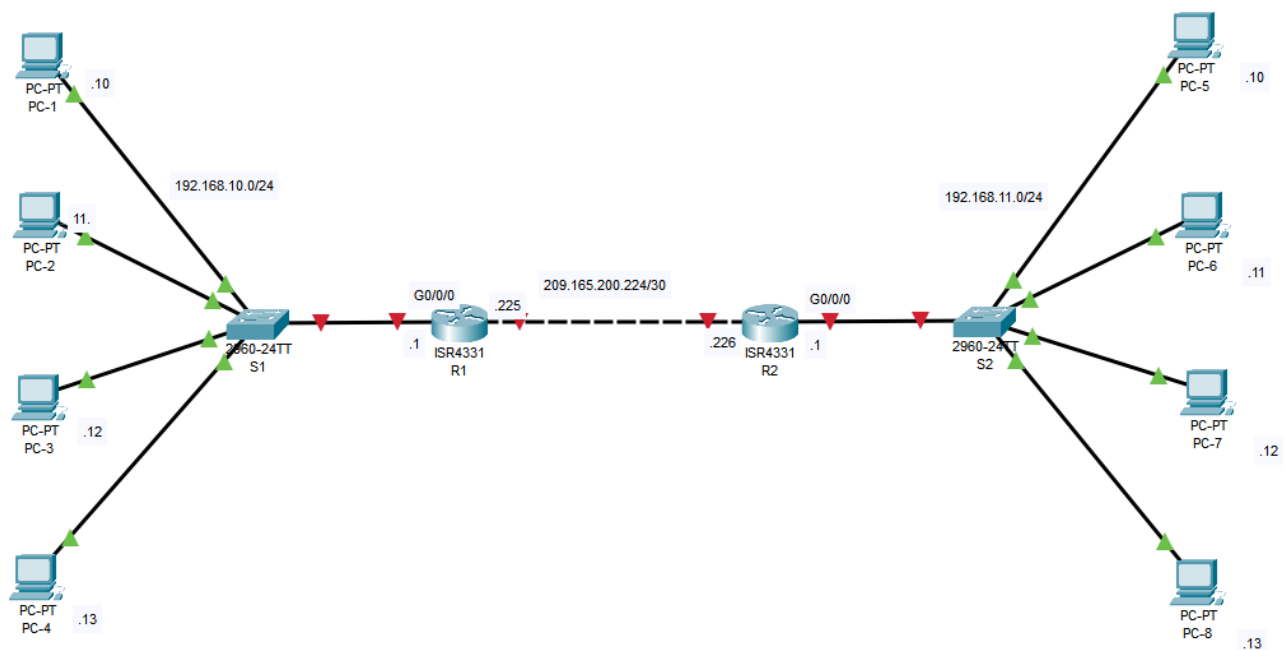 PC-PT
PC-1
.10
192.168.10.0/24
PC-PT
PC-2
11.
PC-PT
PC-3
.12
PC-PT
PC-4
.13
2960-24TT
S1
G0/0/0
.1
ISR4331
R1
.225
209.165.200.224/30
.226
ISR4331
R2
G0/0/0
.1
2960-24TT
S2
192.168.11.0/24
PC-PT
PC-5
.10
PC-PT
PC-6
.11
PC-PT
PC-7
.12
PC-PT
PC-8
.13